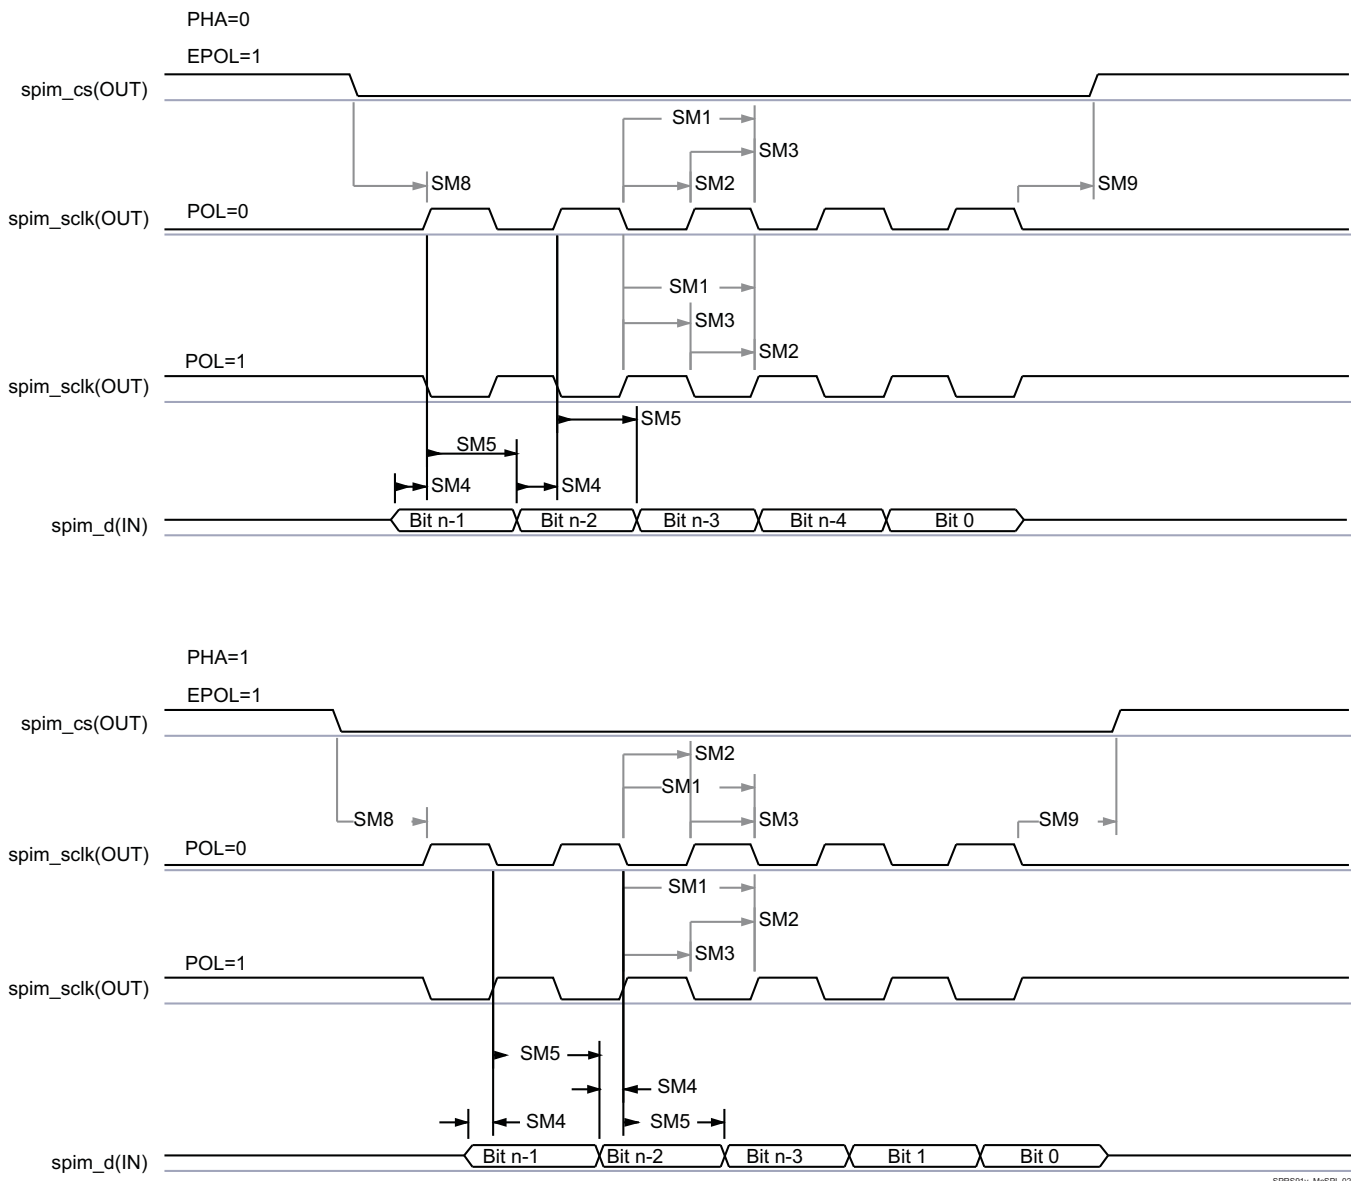 PHA=0
EPOL=1
spim_cs(OUT)
SM1
SM3
SM8
SM2
SM9
POL=0
spim_sclk(OUT)
SM1
SM3
SM2
POL=1
spim_sclk(OUT)
SM5
SM5
SM4
SM4
spim_d(IN)
Bit n-1
Bit n-2
Bit n-3
Bit n-4
Bit 0
PHA=1
EPOL=1
spim_cs(OUT)
SM2
SM1
SM8
SM3
SM9
POL=0
spim_sclk(OUT)
SM1
SM2
SM3
POL=1
spim_sclk(OUT)
SM5
SM4
SM4
SM5
spim_d(IN)
Bit n-1
Bit n-2
Bit n-3
Bit 1
Bit 0